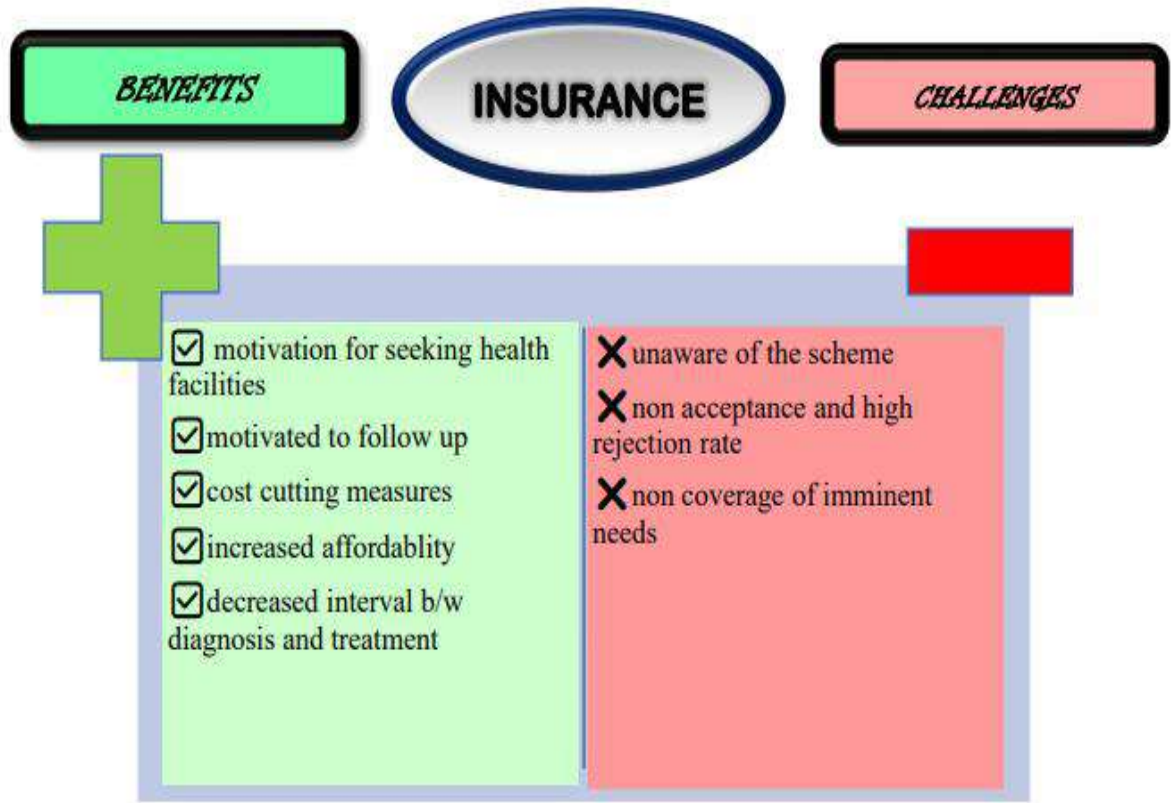 BENEFITS
INSURANCE
CHALLENGES
motivation for seeking health
facilities
motivated to follow up
cost cutting measures
increased affordablity
decreased interval b/w
diagnosis and treatment
unaware of the scheme
non acceptance and high
rejection rate
non coverage of imminent
needs